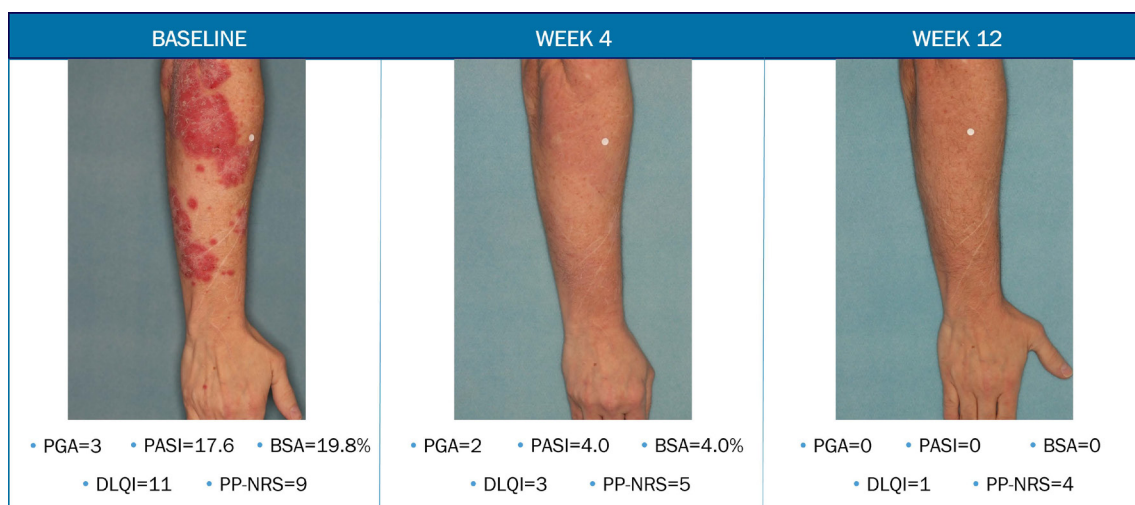 BASELINE
WEEK 4
WEEK 12
• PGA=3 • PASI=17.6 • BSA=19.8%
• DLQI=11 • PP-NRS=9
• PGA=2 • PASI=4.0 • BSA=4.0%
• DLQI=3 • PP-NRS=5
• PGA=0 • PASI=0 • BSA=0
• DLQI=1 • PP-NRS=4